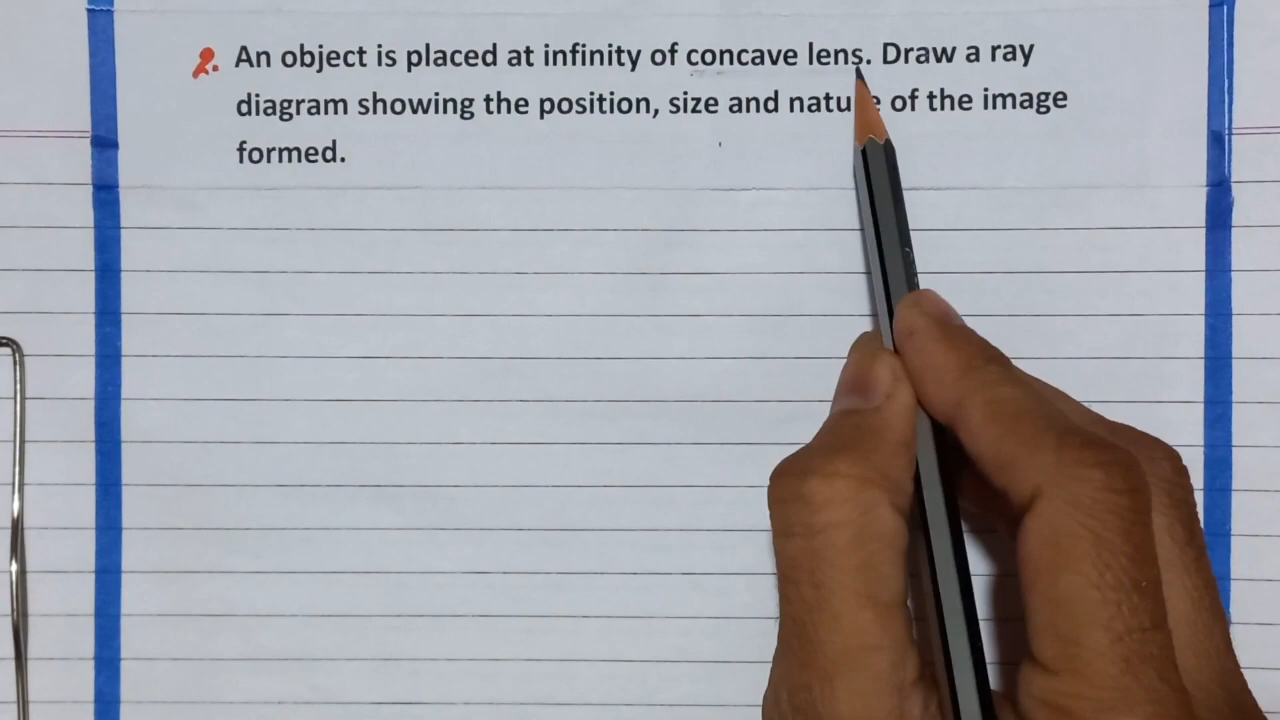 2. An object is placed at infinity of concave lens. Draw a ray
diagram showing the position, size and nature of the image
formed.